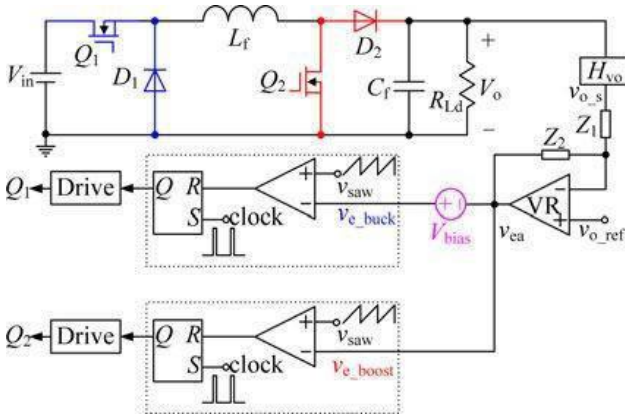 Q1
Lf
D2
+
Vin
D1
Q2
Cf
RLd
Vo
−
Hvo
vo_s
Z1
Z2
Q1
Drive
Q R
S
clock
+
−
vsaw
ve_buck
+ −
Vbias
vea
VR
−
+
vo_ref
Q2
Drive
Q R
S
clock
+
−
vsaw
ve_boost